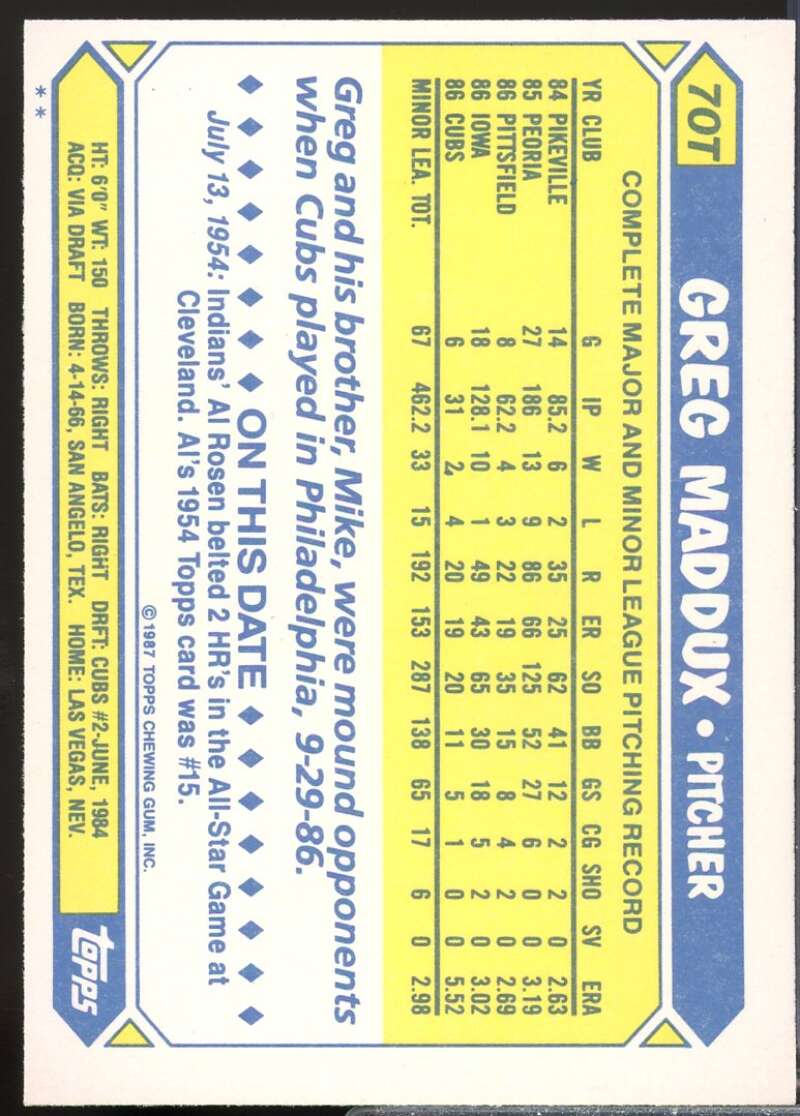 70T
GREG MADDUX • PITCHER
COMPLETE MAJOR AND MINOR LEAGUE PITCHING RECORD
YR CLUB G IP W L R ER SO BB GS CG SHO SV ERA
84 PIKEVILLE 14 85.2 6 2 35 25 62 41 12 2 2 0 2.63
85 PEORIA 27 186 13 9 86 66 125 52 27 6 0 0 3.19
86 PITTSFIELD 8 62.2 4 3 22 19 35 15 8 4 2 0 2.69
86 IOWA 18 128.1 10 1 49 43 65 30 18 5 2 0 3.02
86 CUBS 6 31 2 4 20 19 20 11 5 1 0 0 5.52
MINOR LEA. TOT. 67 462.2 33 15 192 153 287 138 65 17 6 0 2.98
Greg and his brother, Mike, were mound opponents
when Cubs played in Philadelphia, 9-29-86.
ON THIS DATE
July 13, 1954: Indians' Al Rosen belted 2 HR's in the All-Star Game at
Cleveland. Al's 1954 Topps card was #15.
© 1987 TOPPS CHEWING GUM, INC.
HT: 6'0" WT: 150 THROWS: RIGHT BATS: RIGHT DRFT: CUBS #2-JUNE, 1984
ACQ: VIA DRAFT BORN: 4-14-66, SAN ANGELO, TEX. HOME: LAS VEGAS, NEV.
topps
* *